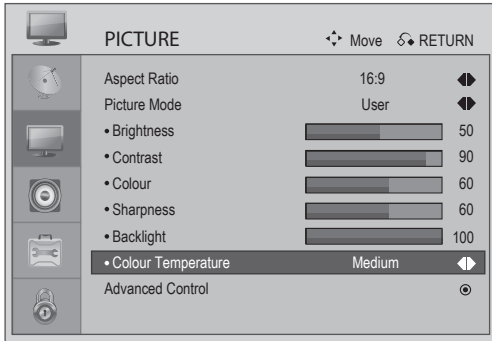 PICTURE Move RETURN
Aspect Ratio 16:9
Picture Mode User
• Brightness 50
• Contrast 90
• Colour 60
• Sharpness 60
• Backlight 100
• Colour Temperature Medium
Advanced Control